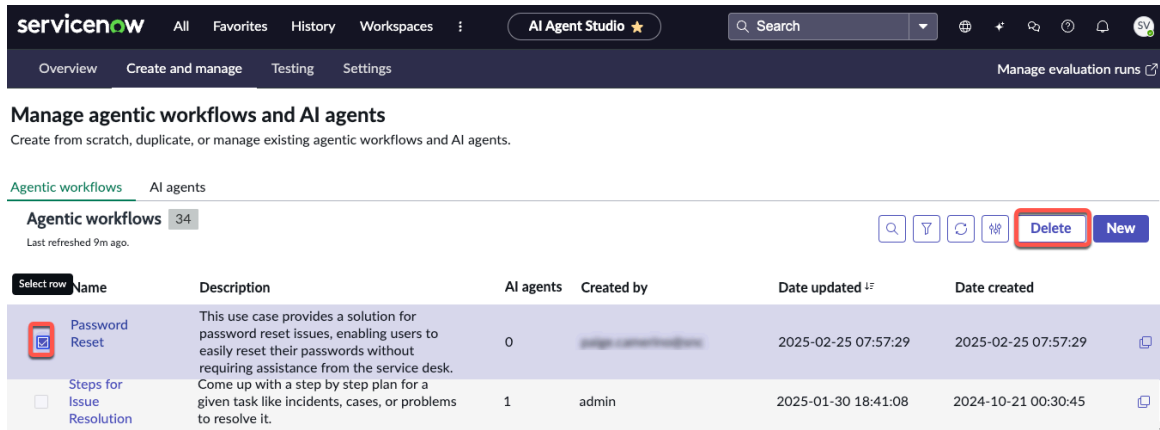 servicenow All Favorites History Workspaces AI Agent Studio Search SV
Overview Create and manage Testing Settings Manage evaluation runs
Manage agentic workflows and AI agents
Create from scratch, duplicate, or manage existing agentic workflows and AI agents.
Agentic workflows AI agents
Agentic workflows 34
Last refreshed 9m ago.
Delete New
Select row Name Description AI agents Created by Date updated Date created
Password
Reset
This use case provides a solution for
password reset issues, enabling users to
easily reset their passwords without
requiring assistance from the service desk.
0 2025-02-25 07:57:29 2025-02-25 07:57:29
Steps for
Issue
Resolution
Come up with a step by step plan for a
given task like incidents, cases, or problems
to resolve it.
1 admin 2025-01-30 18:41:08 2024-10-21 00:30:45